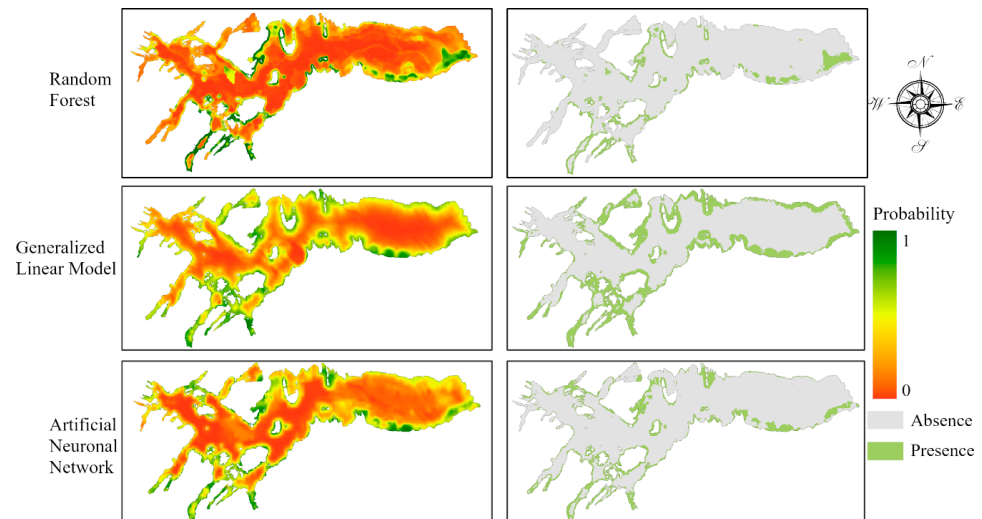 Random
Forest
N
W
E
S
Generalized
Linear Model
Probability
1
0
Artificial
Neuronal
Network
Absence
Presence